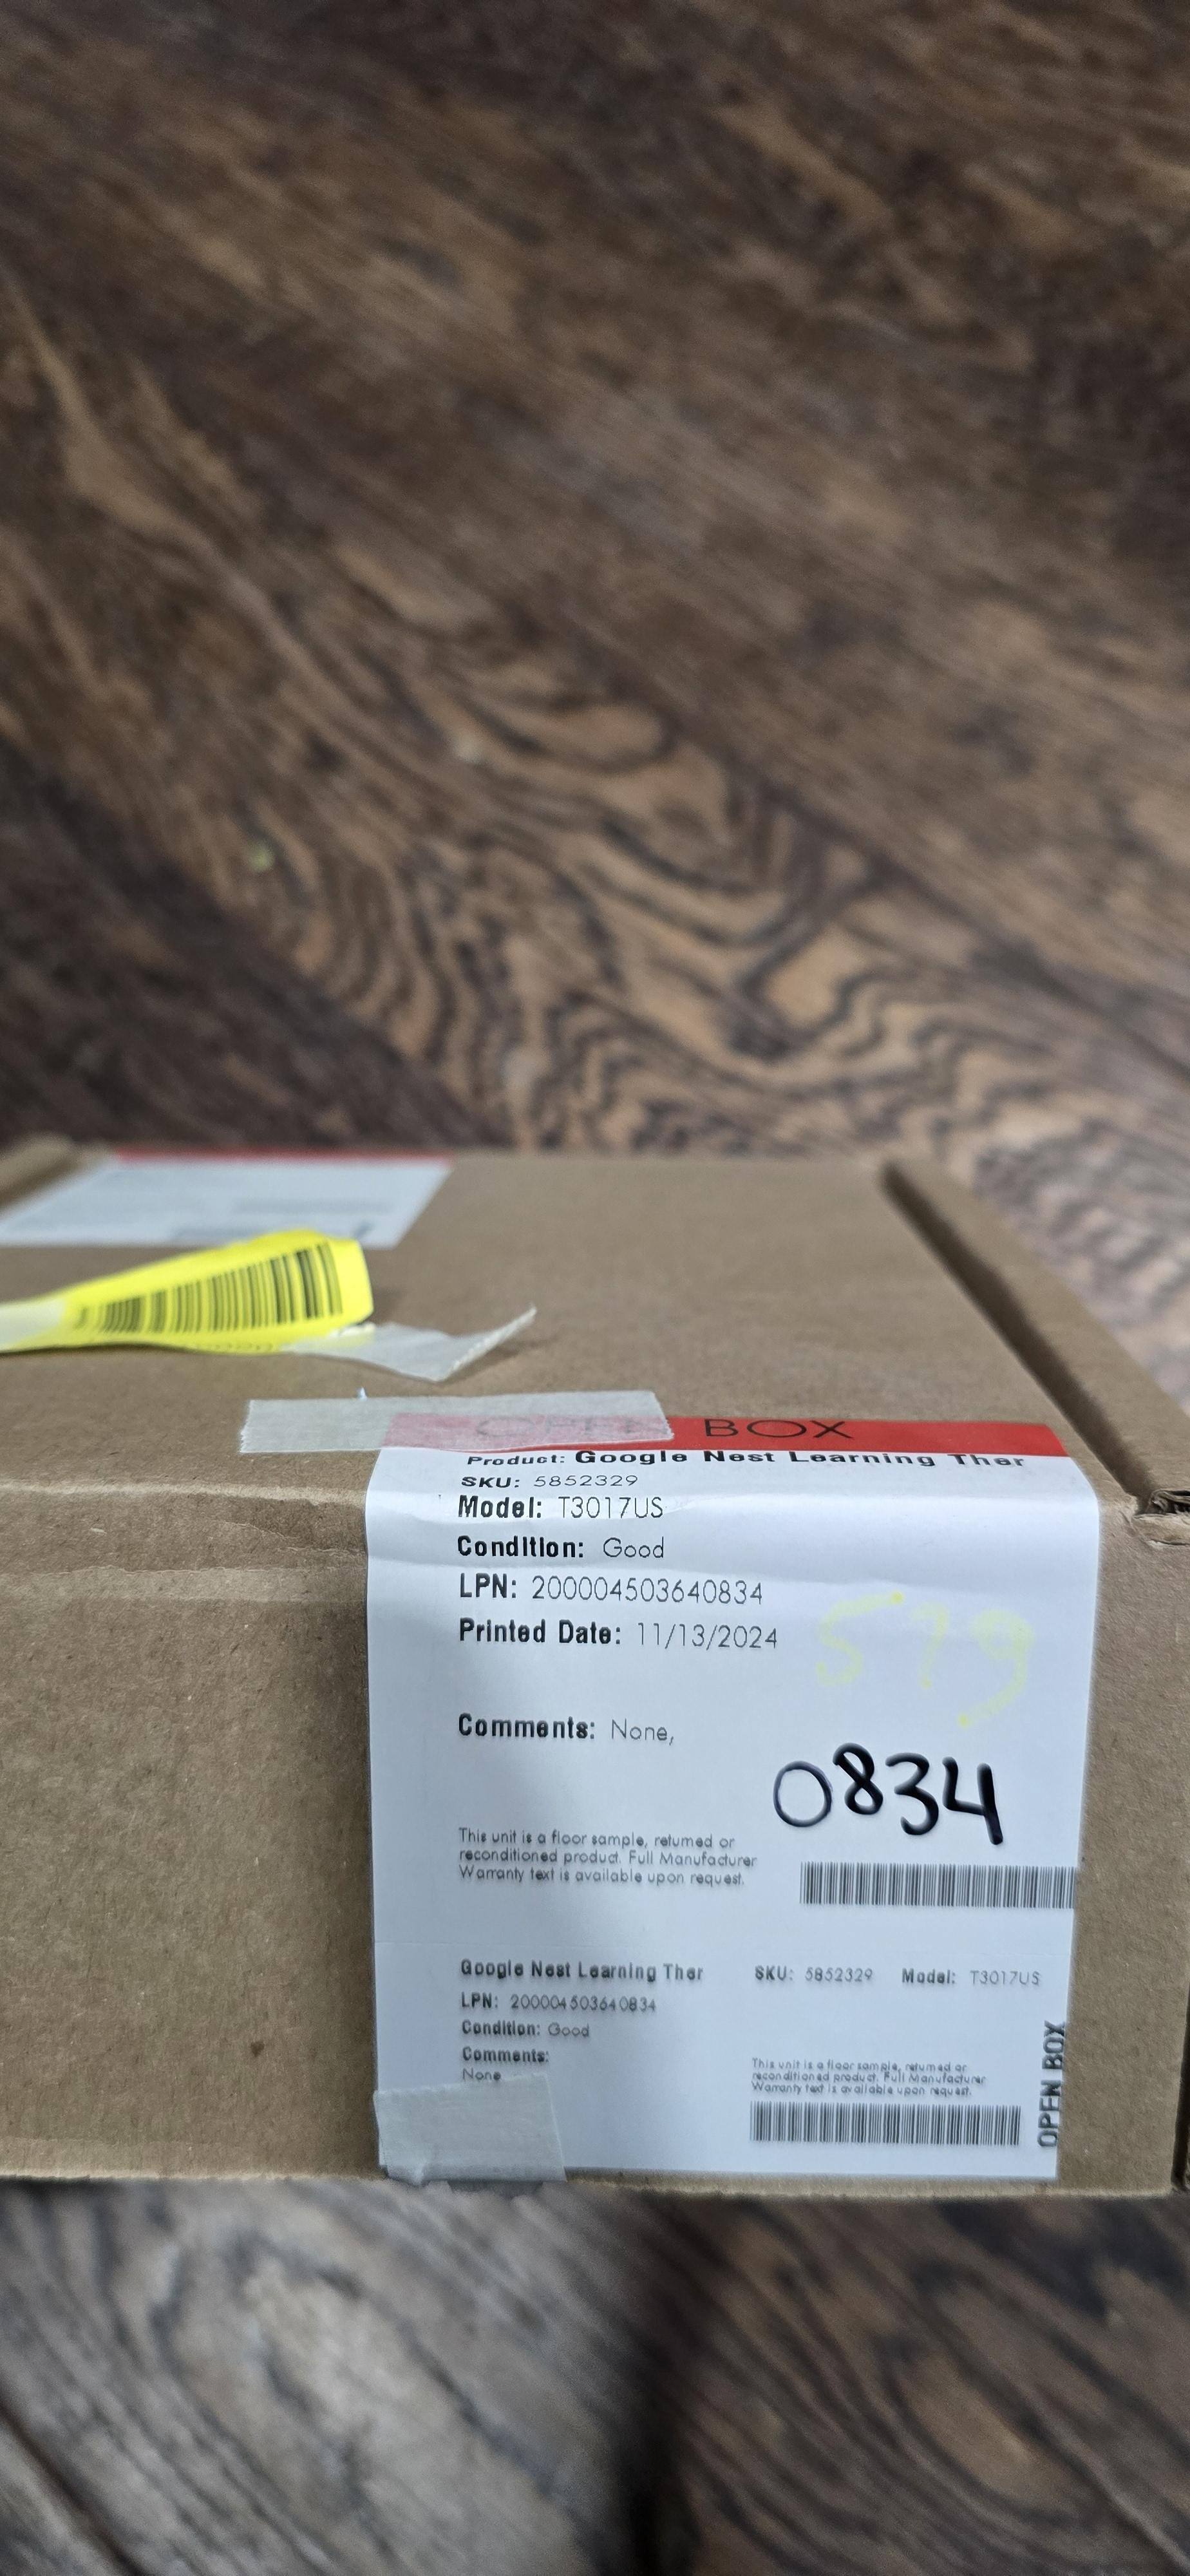 OPEN BOX
Product: Google Nest Learning Ther
SKU: 5852329
Model: T3017US
Condition: Good
LPN: 200004503640834
Printed Date: 11/13/2024
579
Comments: None,
0834
This unit is a floor sample, returned or
reconditioned product. Full Manufacturer
Warranty text is available upon request.
Google Nest Learning Ther SKU: 5852329 Model: T3017US
LPN: 200004503640834
Condition: Good
Comments:
None
This unit is a floor sample, returned or
reconditioned product. Full Manufacturer
Warranty text is available upon request.
OPEN BOX